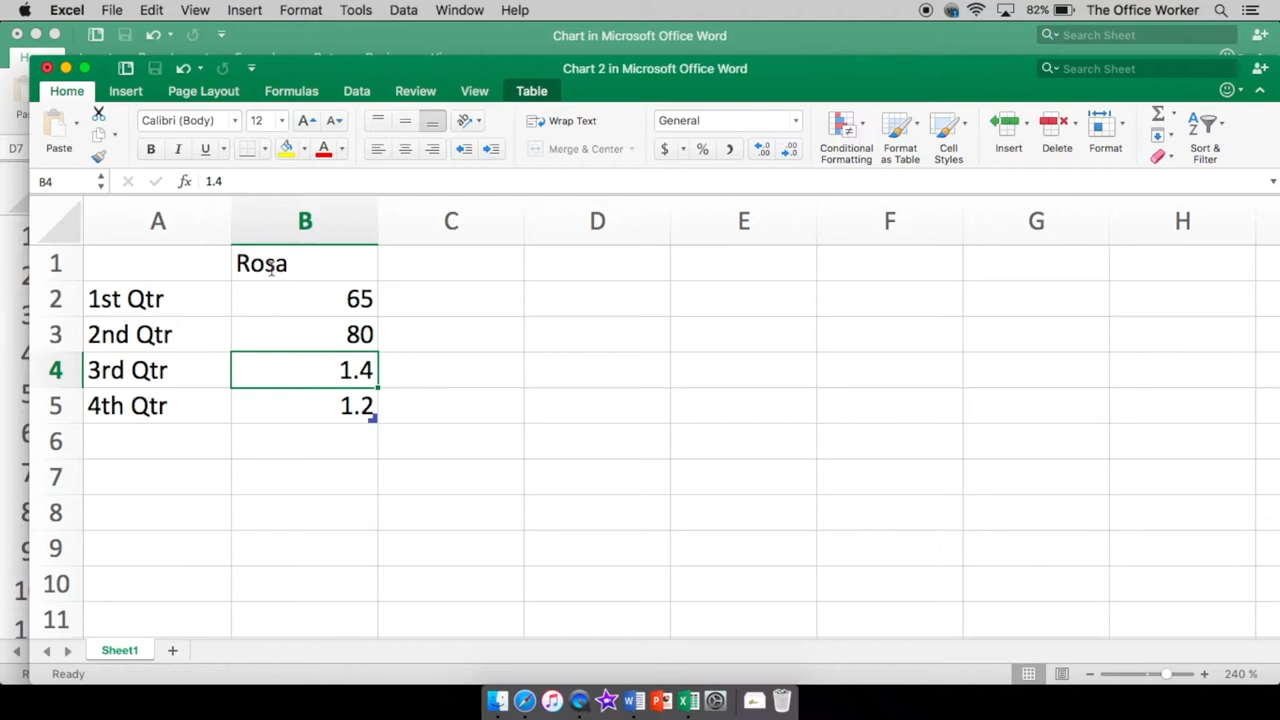 Excel File Edit View Insert Format Tools Data Window Help 82% The Office Worker
Chart in Microsoft Office Word Search Sheet
Chart 2 in Microsoft Office Word Search Sheet
Home Insert Page Layout Formulas Data Review View Table
Calibri (Body) 12 A A Wrap Text General
Paste B I U A Merge & Center $ % Conditional Formatting Format as Table Cell Styles Insert Delete Format Sort & Filter
D7
B4 fx 1.4
A B C D E F G H
1 Rosa
2 1st Qtr 65
3 2nd Qtr 80
4 3rd Qtr 1.4
5 4th Qtr 1.2
6
7
8
9
10
11
Sheet1
Ready 240 %